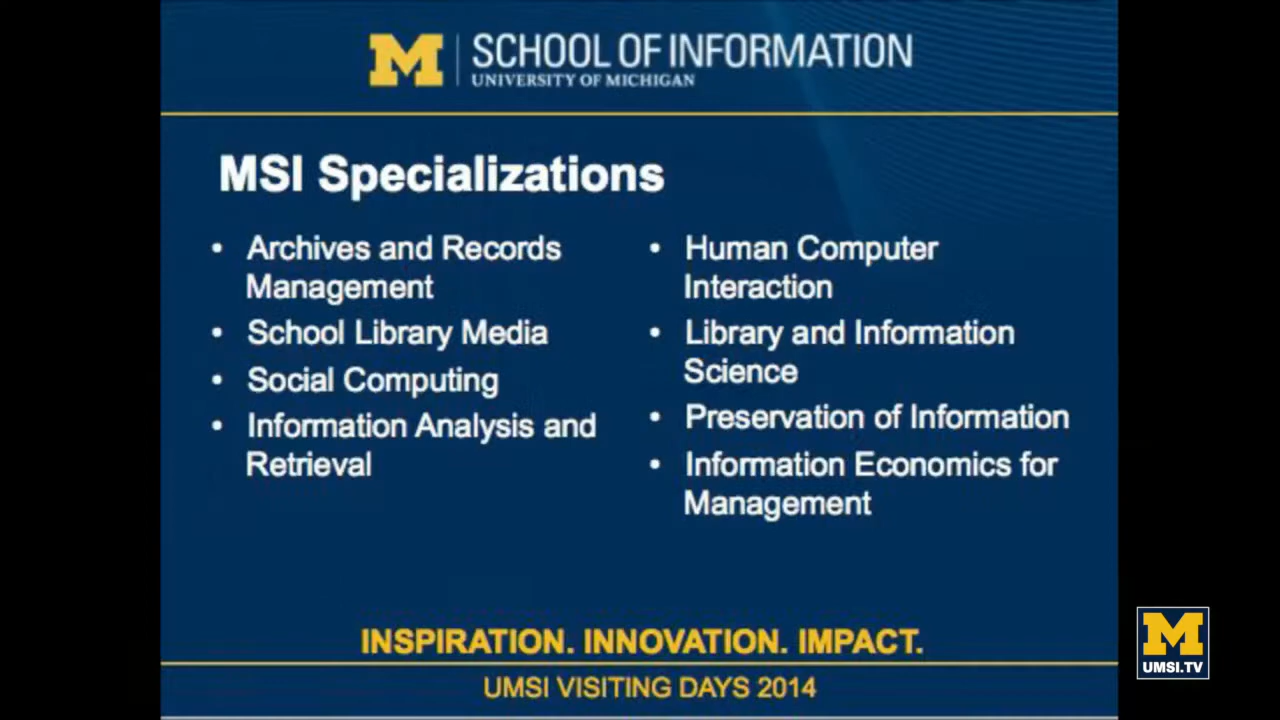 M
SCHOOL OF INFORMATION
UNIVERSITY OF MICHIGAN
MSI Specializations
• Archives and Records
Management
• School Library Media
• Social Computing
• Information Analysis and
Retrieval
• Human Computer
Interaction
• Library and Information
Science
• Preservation of Information
• Information Economics for
Management
INSPIRATION. INNOVATION. IMPACT.
UMSI VISITING DAYS 2014
M
UMSI.TV